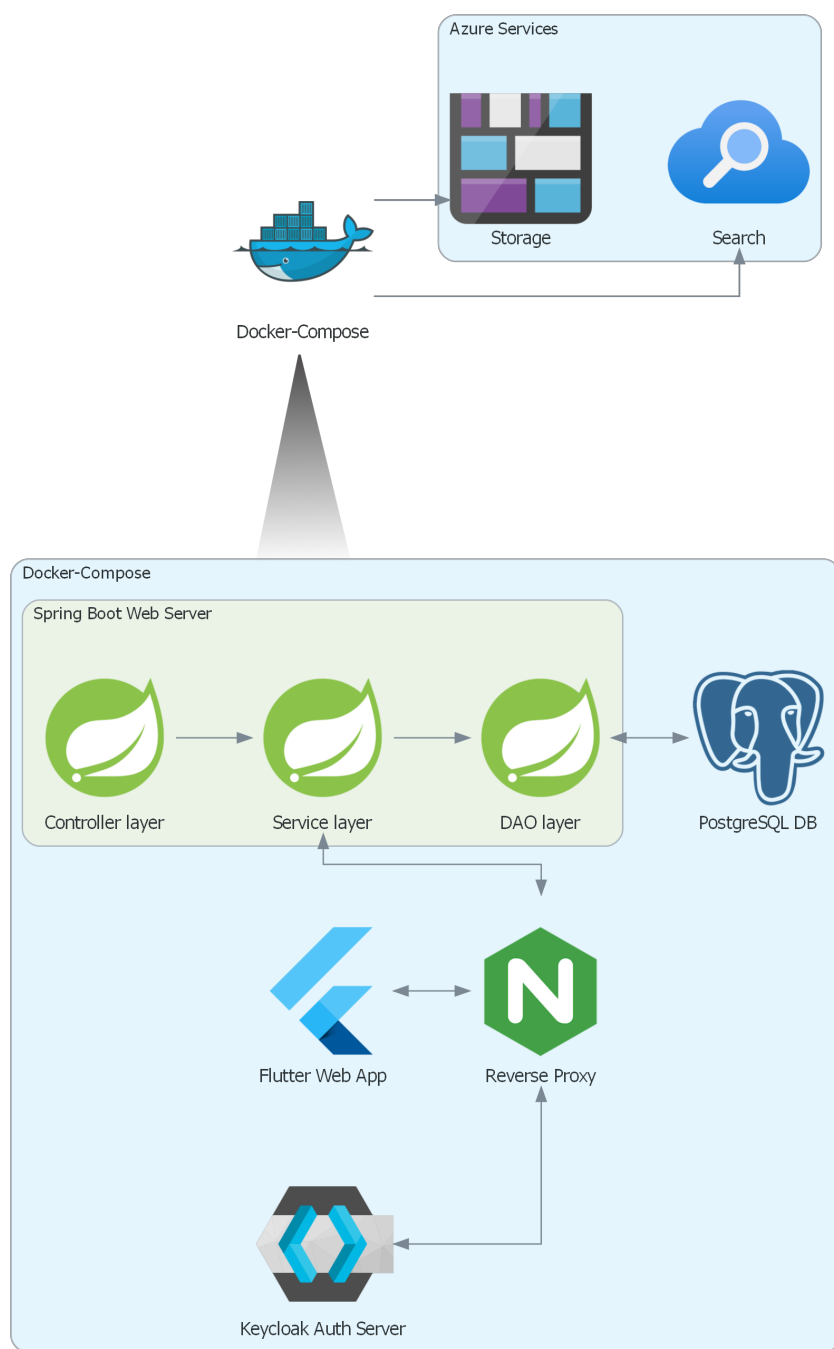 Azure Services
Storage
Search
Docker-Compose
Docker-Compose
Spring Boot Web Server
Controller layer
Service layer
DAO layer
PostgreSQL DB
Flutter Web App
Reverse Proxy
Keycloak Auth Server